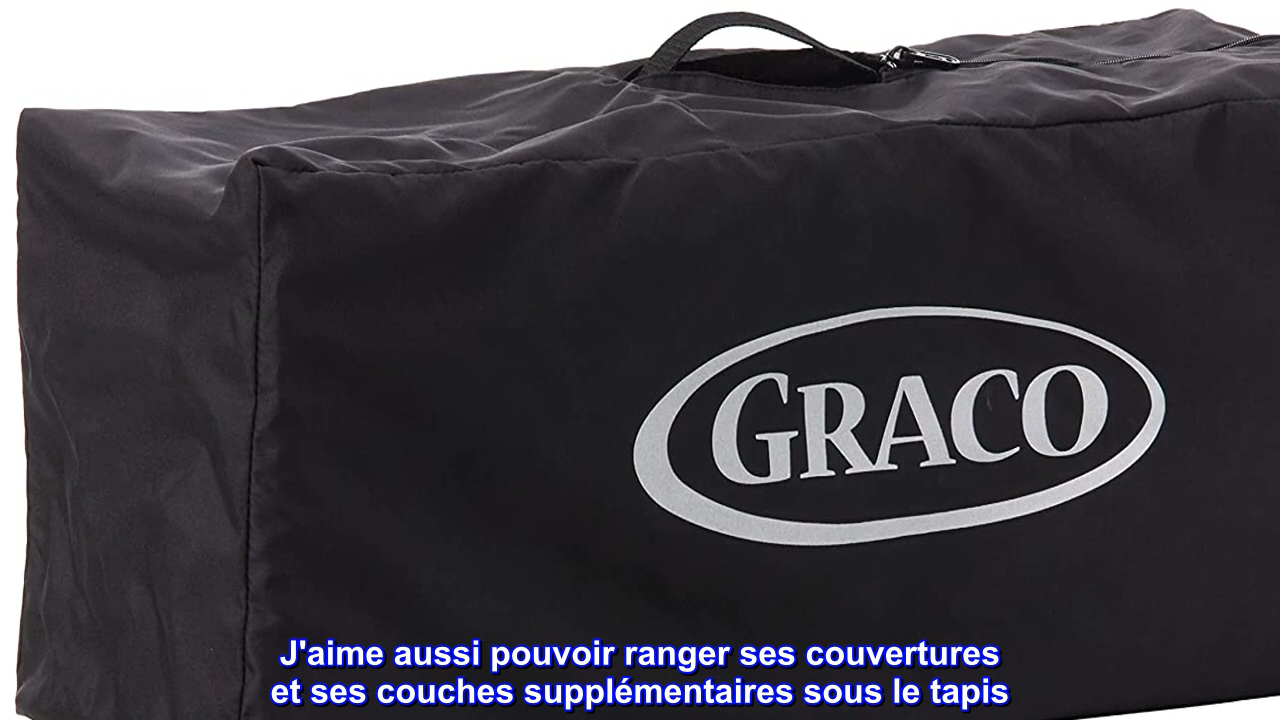 GRACO
J'aime aussi pouvoir ranger ses couvertures
et ses couches supplémentaires sous le tapis